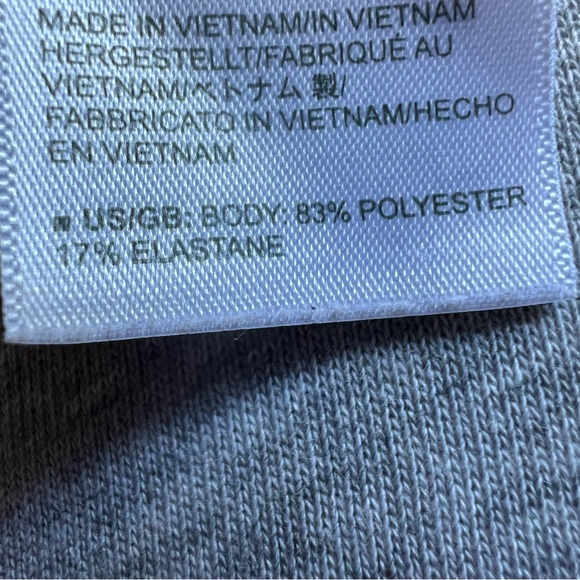 MADE IN VIETNAM/IN VIETNAM
HERGESTELLT/FABRIQUÉ AU
VIETNAM/ベトナム 製/
FABBRICATO IN VIETNAM/HECHO
EN VIETNAM
■ US/GB: BODY: 83% POLYESTER
17% ELASTANE